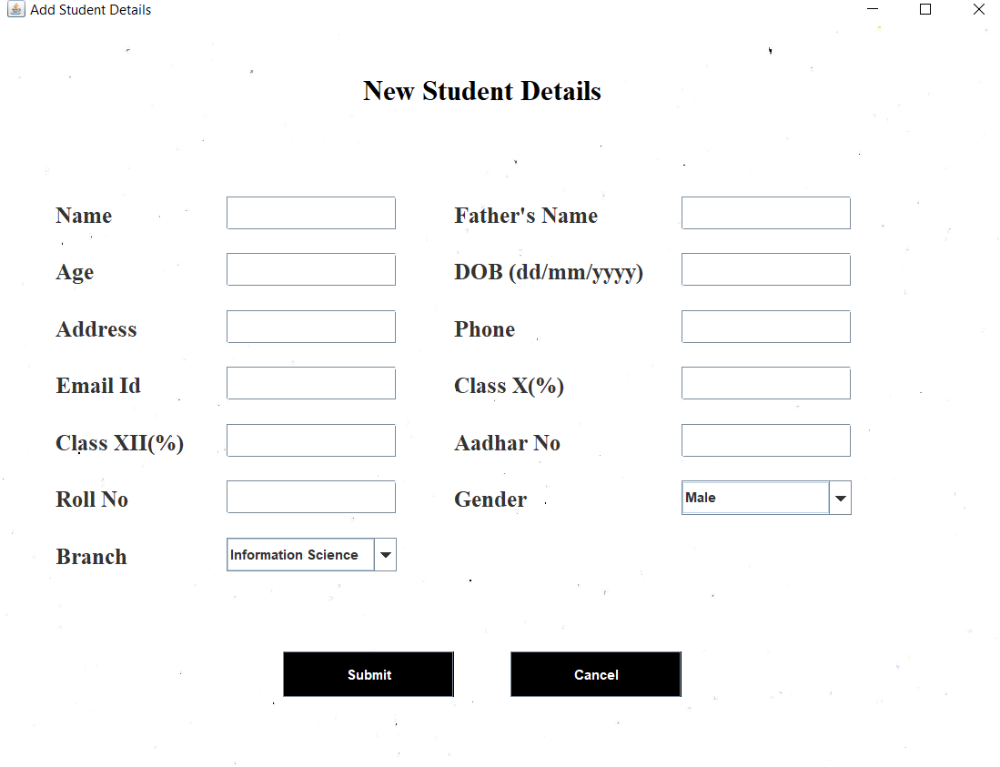 Add Student Details
New Student Details
Name
Father's Name
Age
DOB (dd/mm/yyyy)
Address
Phone
Email Id
Class X(%)
Class XII(%)
Aadhar No
Roll No
Gender
Male
Branch
Information Science
Submit
Cancel